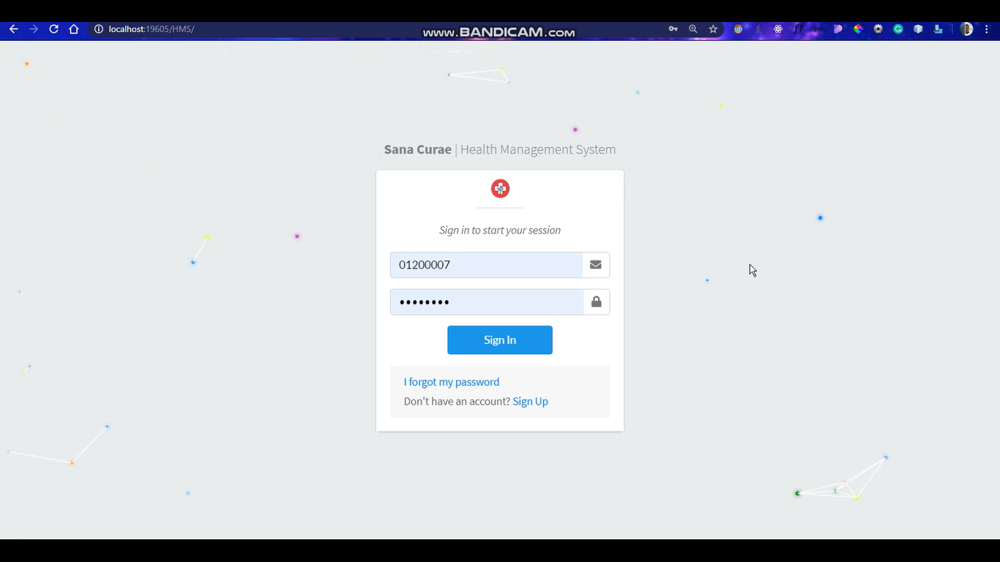 localhost:19605/HMS/
www.BANDICAM.com
Sana Curae | Health Management System
Sign in to start your session
01200007
••••••••
Sign In
I forgot my password
Don't have an account? Sign Up